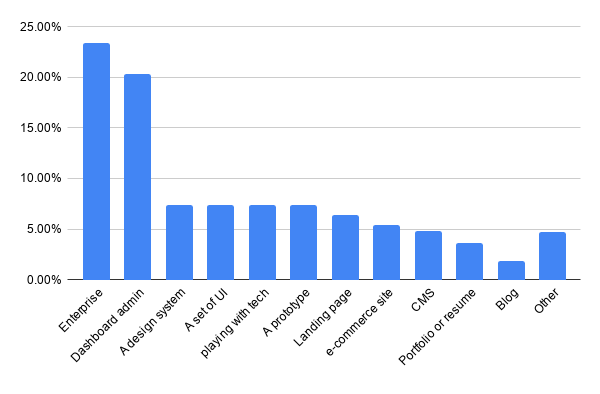 25.00%
20.00%
15.00%
10.00%
5.00%
0.00%
Enterprise
Dashboard admin
A design system
A set of UI
playing with tech
A prototype
Landing page
e-commerce site
CMS
Portfolio or resume
Blog
Other